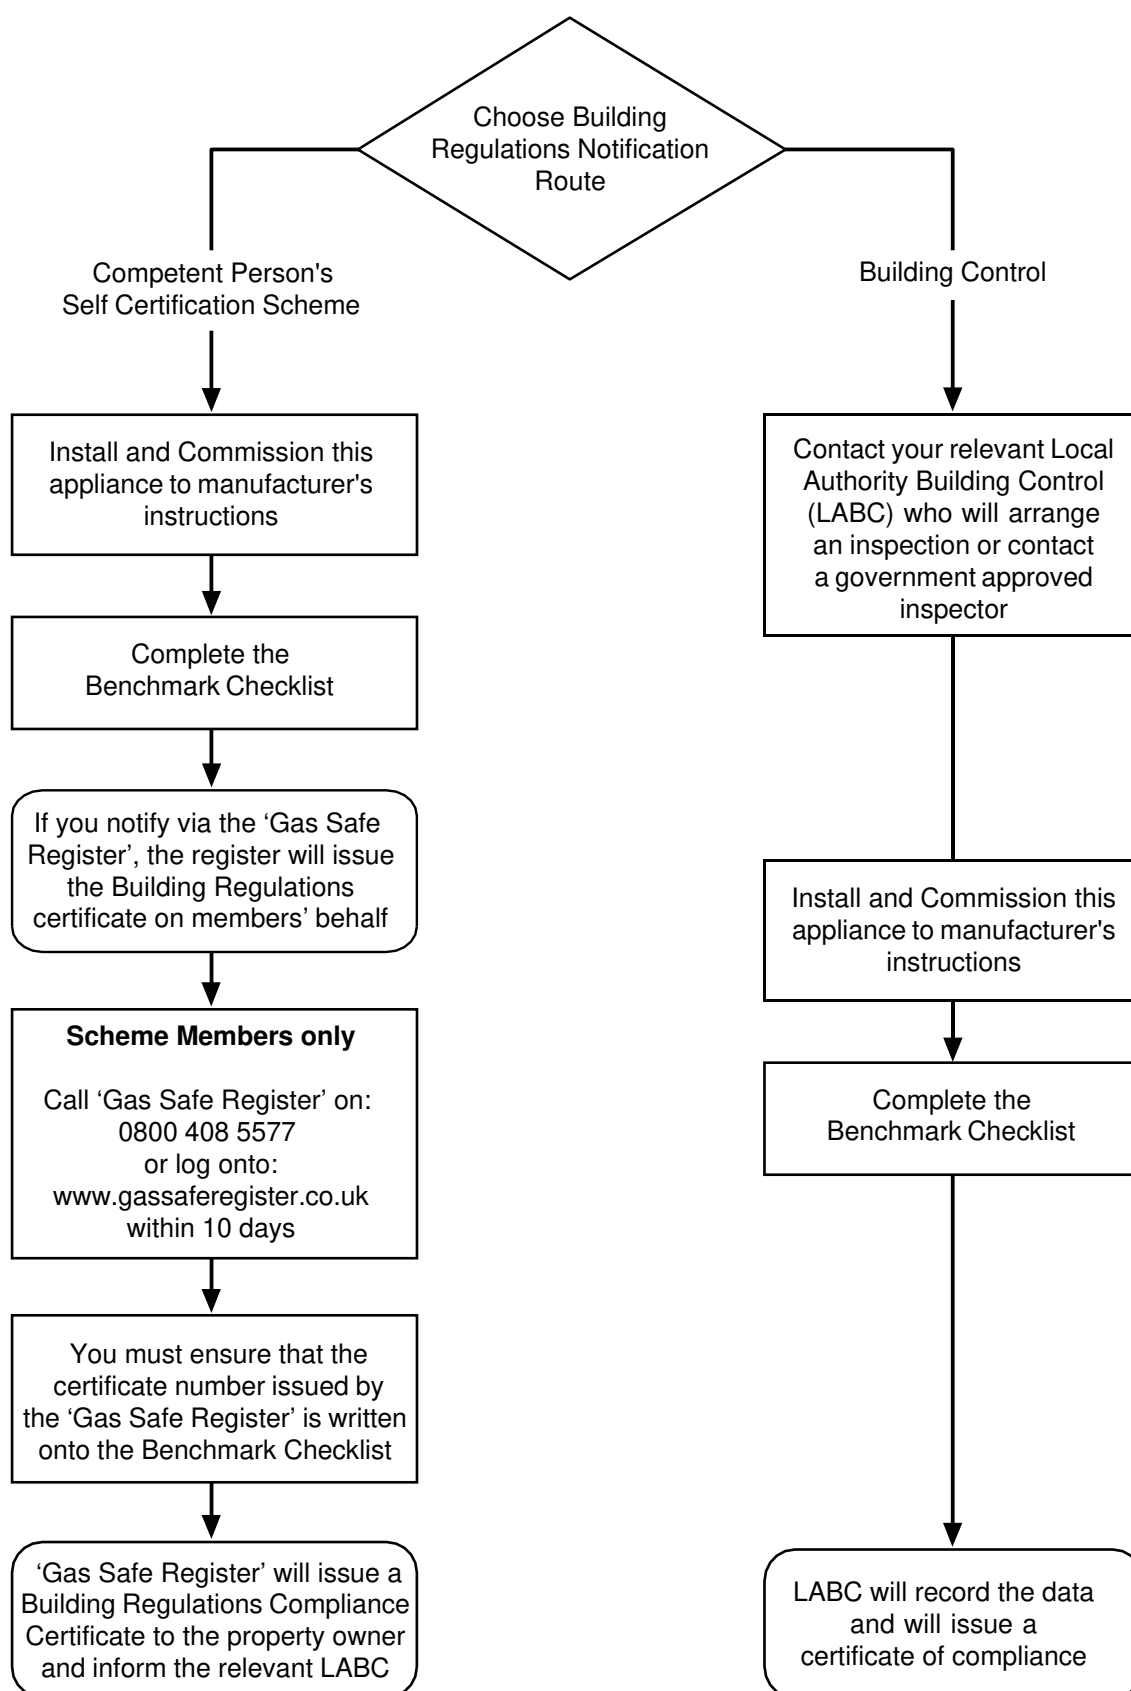 Choose Building
Regulations Notification
Route
Competent Person's
Self Certification Scheme
Building Control
Install and Commission this
appliance to manufacturer's
instructions
Complete the
Benchmark Checklist
If you notify via the ‘Gas Safe
Register’, the register will issue
the Building Regulations
certificate on members’ behalf
Scheme Members only
Call ‘Gas Safe Register’ on:
0800 408 5577
or log onto:
www.gassaferegister.co.uk
within 10 days
You must ensure that the
certificate number issued by
the ‘Gas Safe Register’ is written
onto the Benchmark Checklist
‘Gas Safe Register’ will issue a
Building Regulations Compliance
Certificate to the property owner
and inform the relevant LABC
Contact your relevant Local
Authority Building Control
(LABC) who will arrange
an inspection or contact
a government approved
inspector
Install and Commission this
appliance to manufacturer's
instructions
Complete the
Benchmark Checklist
LABC will record the data
and will issue a
certificate of compliance